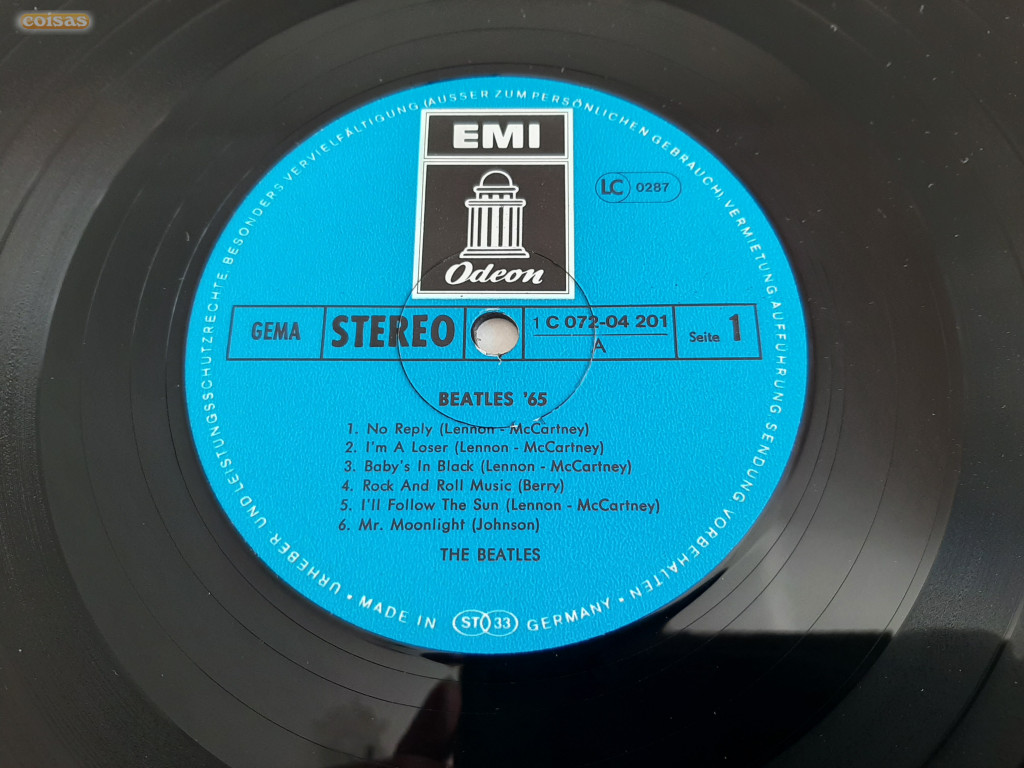 coisas
URHEBER UND LEISTUNGSSCHUTZRECHTE, BESONDERS VERVIELFÄLTIGUNG (AUSSER ZUM PERSÖNLICHEN GEBRAUCH), VERMIETUNG, AUFFÜHRUNG, SENDUNG, VORBEHALTEN
EMI
LC 0287
Odeon
GEMA STEREO 1 C 072-04 201 Seite 1
A
BEATLES '65
1. No Reply (Lennon - McCartney)
2. I'm A Loser (Lennon - McCartney)
3. Baby's In Black (Lennon - McCartney)
4. Rock And Roll Music (Berry)
5. I'll Follow The Sun (Lennon - McCartney)
6. Mr. Moonlight (Johnson)
THE BEATLES
• MADE IN ST 33 GERMANY •